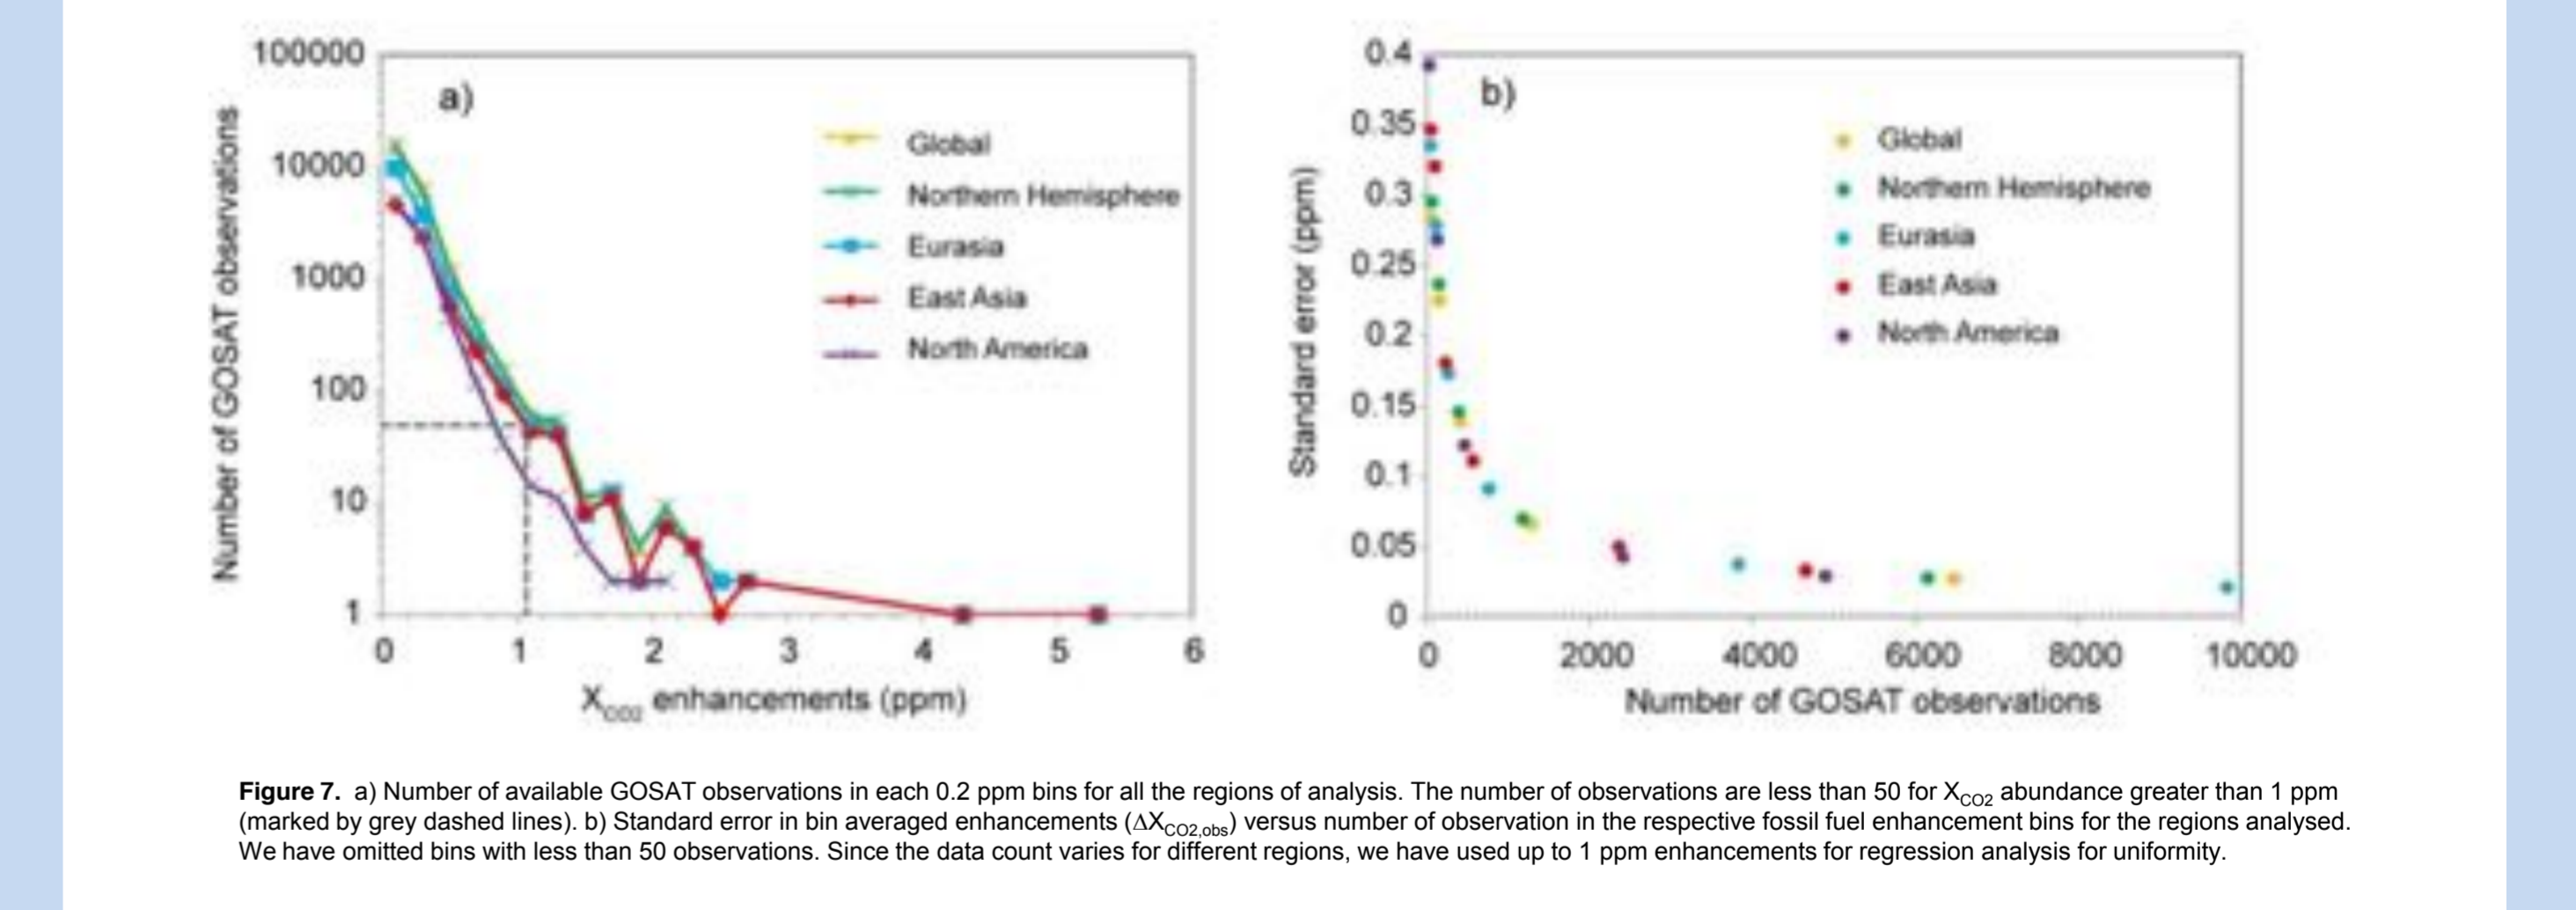 a)
100000
10000
1000
100
10
1
Number of GOSAT observations
Global
Northern Hemisphere
Eurasia
East Asia
North America
0 1 2 3 4 5 6
XCO2 enhancements (ppm)
b)
0.4
0.35
0.3
0.25
0.2
0.15
0.1
0.05
0
Standard error (ppm)
Global
Northern Hemisphere
Eurasia
East Asia
North America
0 2000 4000 6000 8000 10000
Number of GOSAT observations
Figure 7. a) Number of available GOSAT observations in each 0.2 ppm bins for all the regions of analysis. The number of observations are less than 50 for XCO2 abundance greater than 1 ppm
(marked by grey dashed lines). b) Standard error in bin averaged enhancements (ΔXCO2,obs) versus number of observation in the respective fossil fuel enhancement bins for the regions analysed.
We have omitted bins with less than 50 observations. Since the data count varies for different regions, we have used up to 1 ppm enhancements for regression analysis for uniformity.